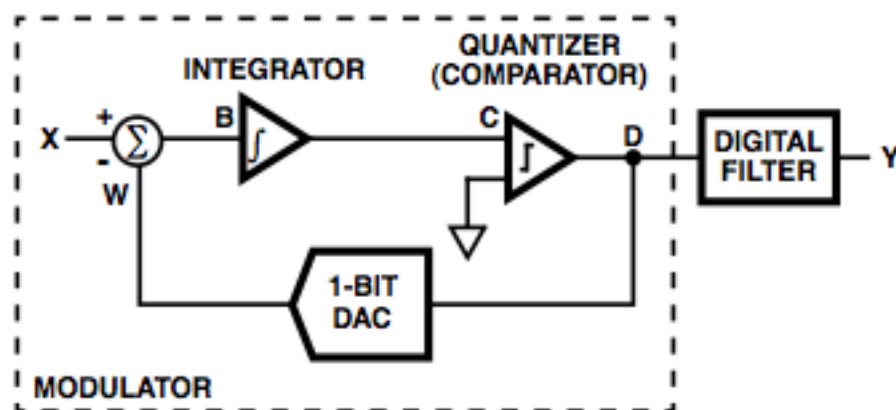 QUANTIZER
(COMPARATOR)
INTEGRATOR
X
+
-
Σ
B
∫
C
D
W
DIGITAL
FILTER
Y
1-BIT
DAC
MODULATOR